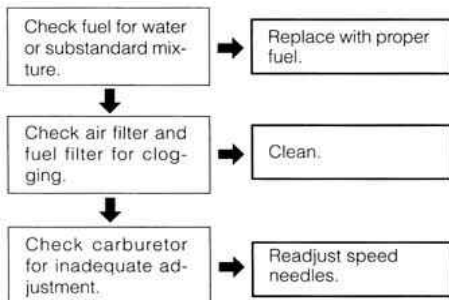 Check fuel for water
or substandard mix-
ture.
Replace with proper
fuel.
Check air filter and
fuel filter for clog-
ging.
Clean.
Check carburetor
for inadequate ad-
justment.
Readjust speed
needles.